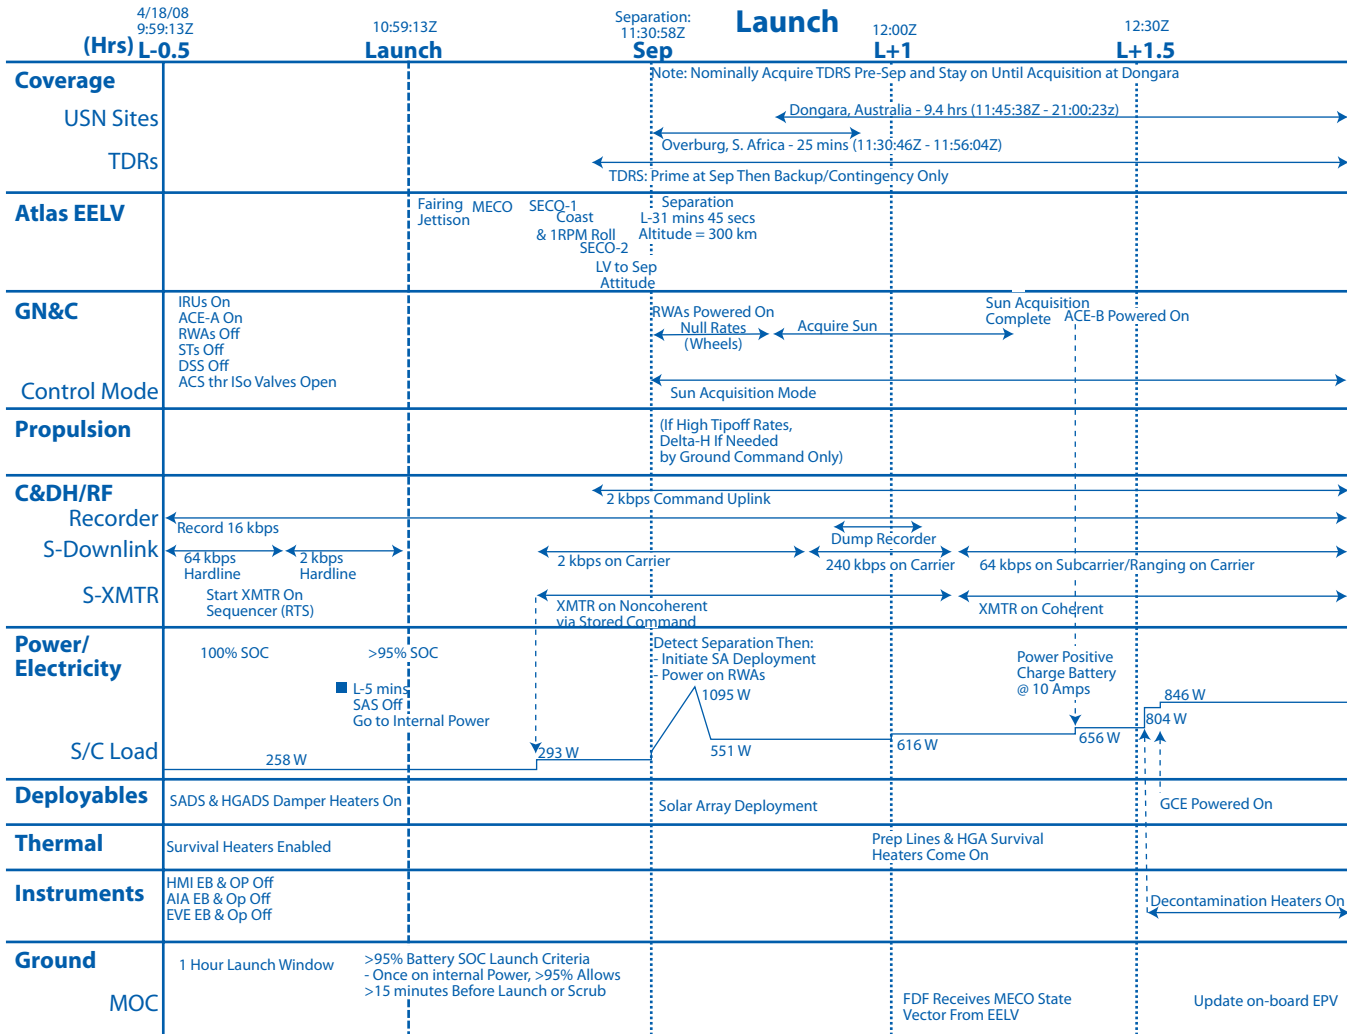 Launch
4/18/08
9:59:13Z
(Hrs) L-0.5
10:59:13Z
Launch
Separation:
11:30:58Z
Sep
12:00Z
L+1
12:30Z
L+1.5
Coverage
Note: Nominally Acquire TDRS Pre-Sep and Stay on Until Acquisition at Dongara
USN Sites
Dongara, Australia - 9.4 hrs (11:45:38Z - 21:00:23z)
Overburg, S. Africa - 25 mins (11:30:46Z - 11:56:04Z)
TDRs
TDRS: Prime at Sep Then Backup/Contingency Only
Atlas EELV
Fairing
Jettison
MECO
SECO-1
Coast
& 1RPM Roll
SECO-2
LV to Sep
Attitude
Separation
L-31 mins 45 secs
Altitude = 300 km
GN&C
IRUs On
ACE-A On
RWAs Off
STs Off
DSS Off
ACS thr ISo Valves Open
RWAs Powered On
Null Rates
(Wheels)
Acquire Sun
Sun Acquisition
Complete
ACE-B Powered On
Control Mode
Sun Acquisition Mode
Propulsion
(If High Tipoff Rates,
Delta-H If Needed
by Ground Command Only)
C&DH/RF
2 kbps Command Uplink
Recorder
Record 16 kbps
Dump Recorder
S-Downlink
64 kbps
Hardline
2 kbps
Hardline
2 kbps on Carrier
240 kbps on Carrier
64 kbps on Subcarrier/Ranging on Carrier
S-XMTR
Start XMTR On
Sequencer (RTS)
XMTR on Noncoherent
via Stored Command
XMTR on Coherent
Power/
Electricity
100% SOC
>95% SOC
L-5 mins
SAS Off
Go to Internal Power
Detect Separation Then:
- Initiate SA Deployment
- Power on RWAs
Power Positive
Charge Battery
@ 10 Amps
S/C Load
258 W
293 W
1095 W
551 W
616 W
656 W
804 W
846 W
Deployables
SADS & HGADS Damper Heaters On
Solar Array Deployment
GCE Powered On
Thermal
Survival Heaters Enabled
Prep Lines & HGA Survival
Heaters Come On
Instruments
HMI EB & OP Off
AIA EB & Op Off
EVE EB & Op Off
Decontamination Heaters On
Ground
1 Hour Launch Window
>95% Battery SOC Launch Criteria
- Once on internal Power, >95% Allows
>15 minutes Before Launch or Scrub
MOC
FDF Receives MECO State
Vector From EELV
Update on-board EPV